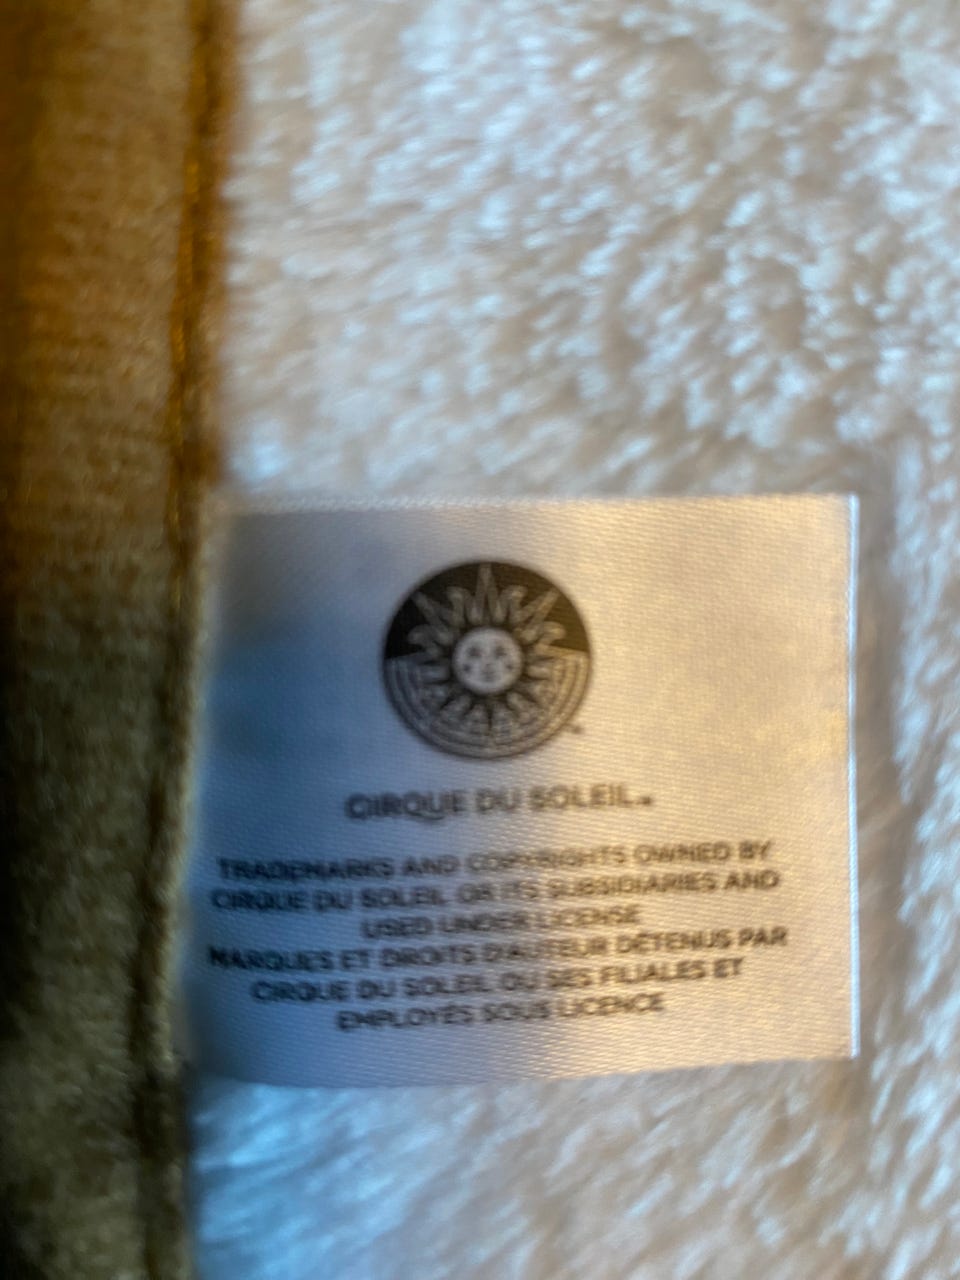 CIRQUE DU SOLEIL™
TRADEMARKS AND COPYRIGHTS OWNED BY
CIRQUE DU SOLEIL OR ITS SUBSIDIARIES AND
USED UNDER LICENSE
MARQUES ET DROITS D'AUTEUR DÉTENUS PAR
CIRQUE DU SOLEIL OU SES FILIALES ET
EMPLOYÉS SOUS LICENCE